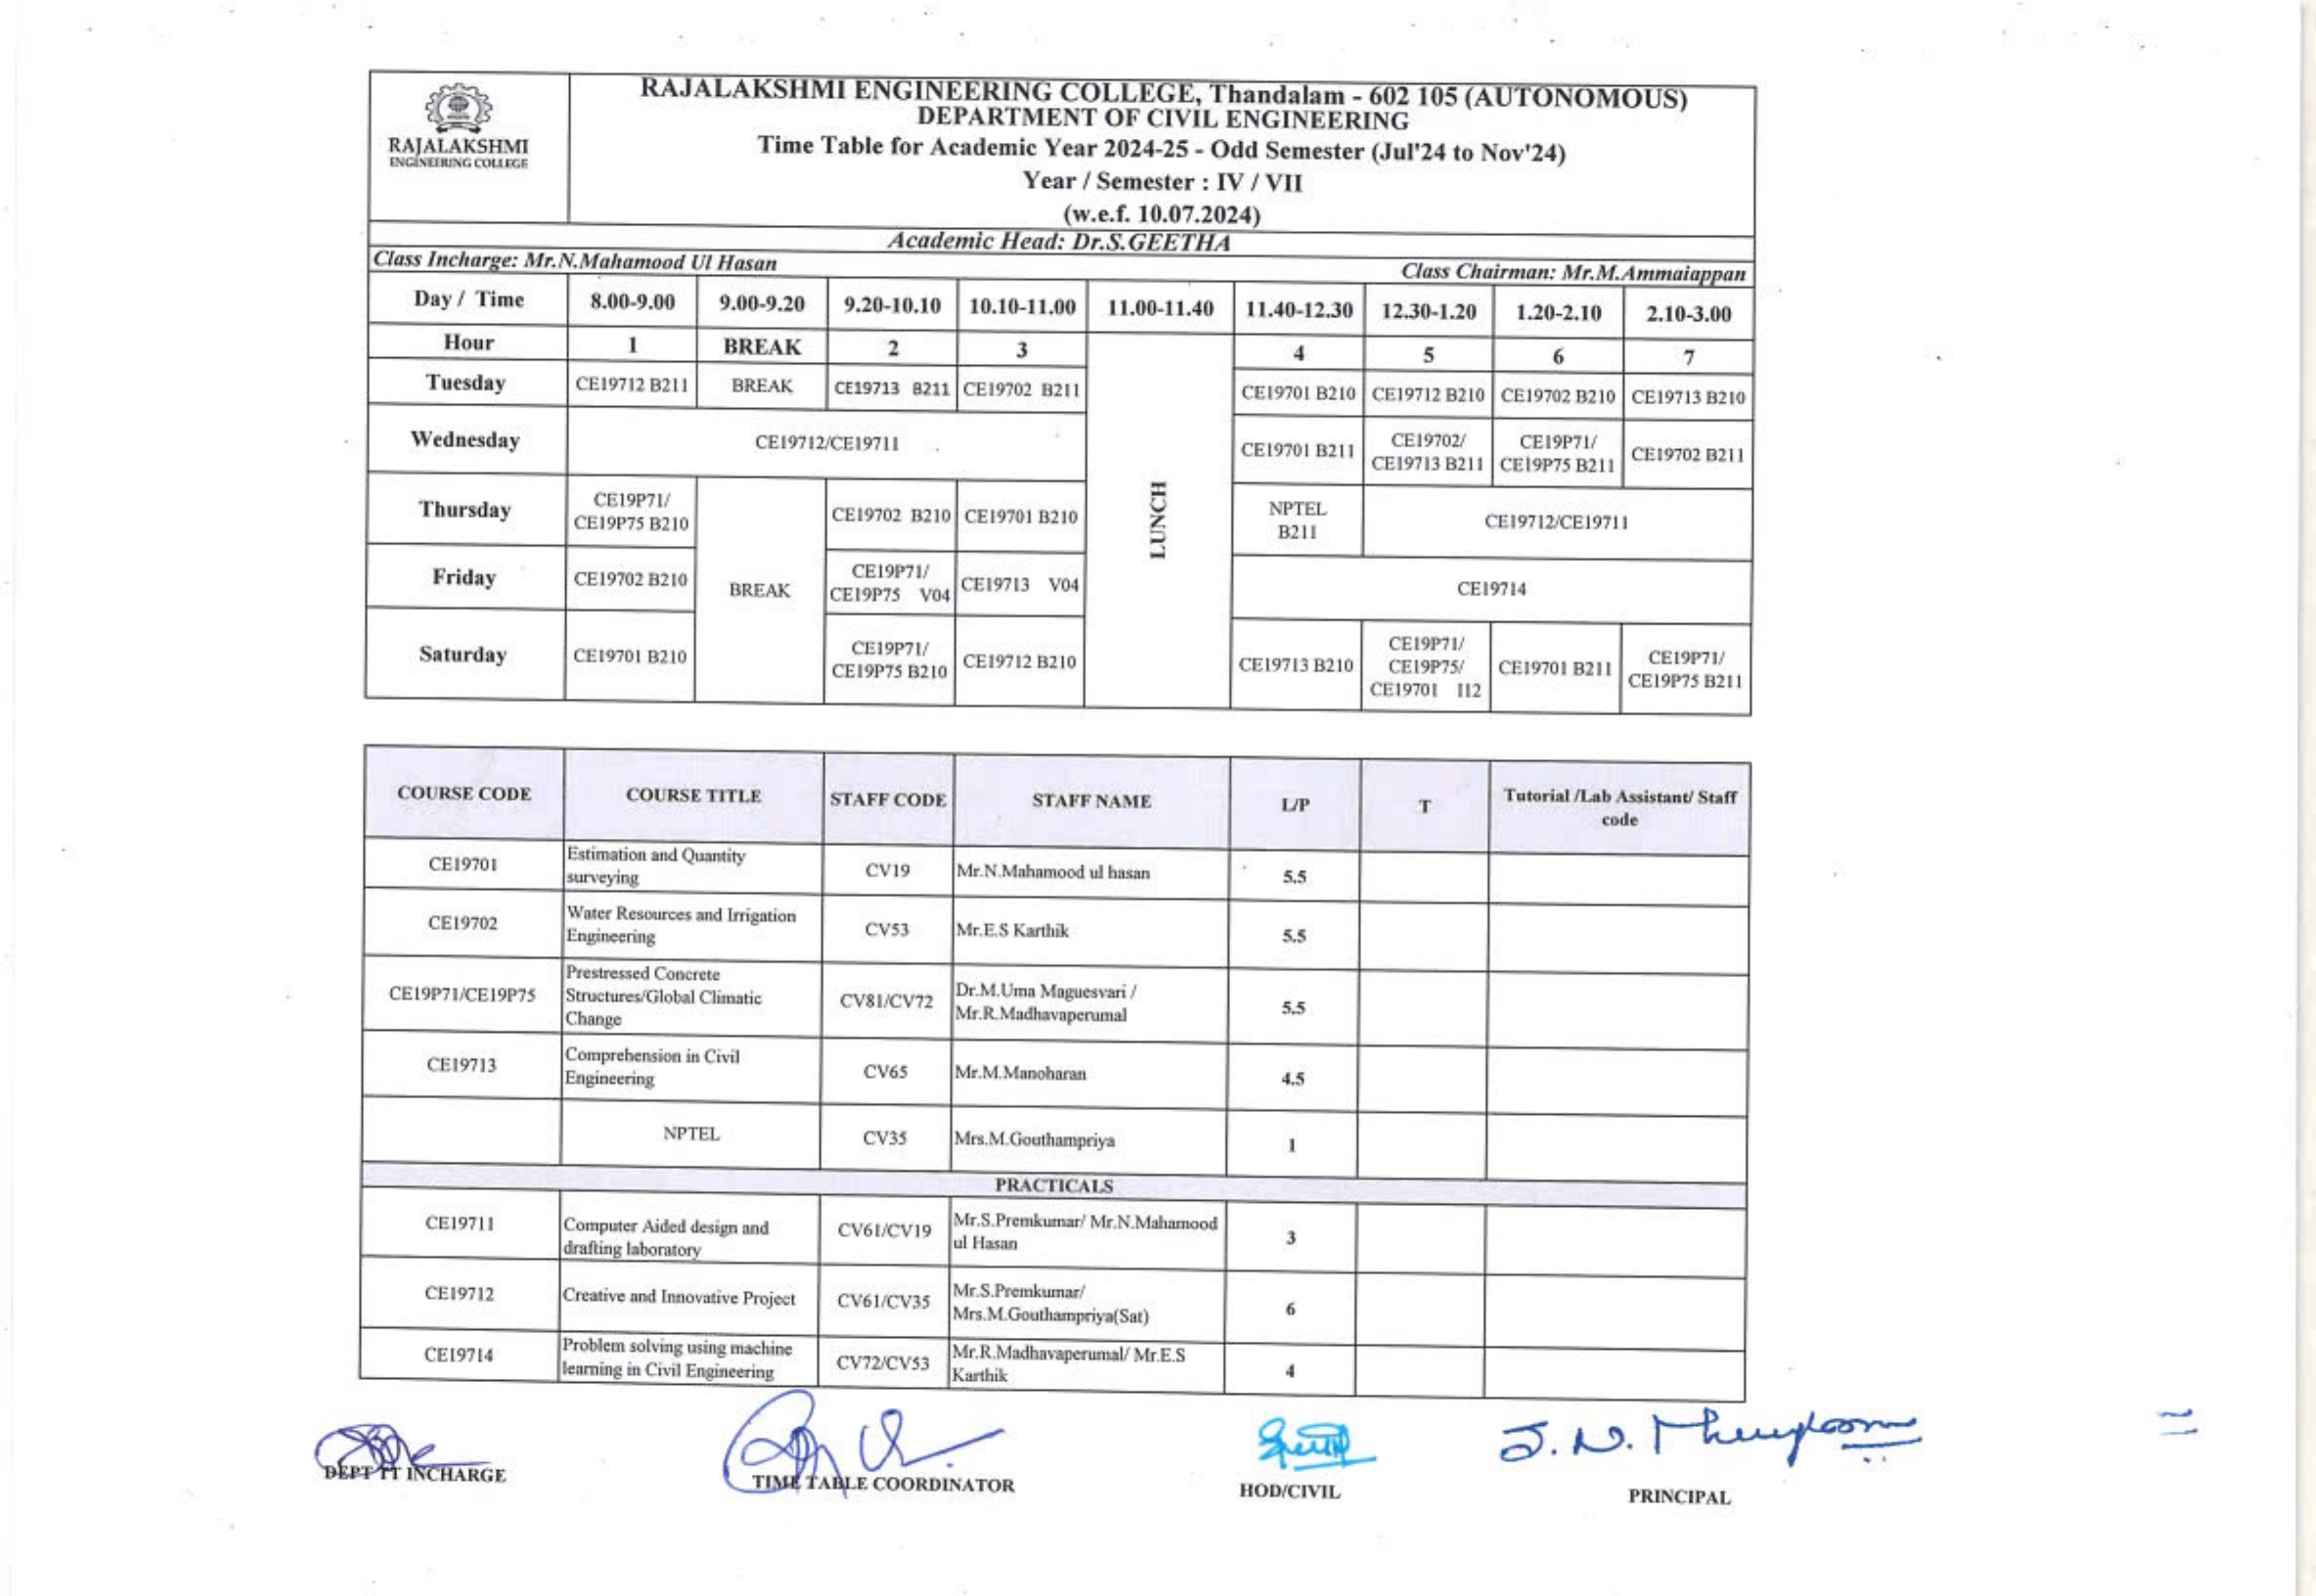 RAJALAKSHMI
ENGINEERING COLLEGE
RAJALAKSHMI ENGINEERING COLLEGE, Thandalam - 602 105 (AUTONOMOUS)
DEPARTMENT OF CIVIL ENGINEERING
Time Table for Academic Year 2024-25 - Odd Semester (Jul'24 to Nov'24)
Year / Semester : IV / VII
(w.e.f. 10.07.2024)
Academic Head: Dr.S.GEETHA
Class Incharge: Mr.N.Mahamood Ul Hasan
Class Chairman: Mr.M.Ammaiappan
Day / Time 8.00-9.00 9.00-9.20 9.20-10.10 10.10-11.00 11.00-11.40 11.40-12.30 12.30-1.20 1.20-2.10 2.10-3.00
Hour 1 BREAK 2 3 4 5 6 7
LUNCH
Tuesday CE19712 B211 BREAK CE19713 B211 CE19702 B211 CE19701 B210 CE19712 B210 CE19702 B210 CE19713 B210
Wednesday CE19712/CE19711 CE19701 B211 CE19702/ CE19P71/ CE19702 B211
CE19713 B211 CE19P75 B211
Thursday CE19P71/ CE19702 B210 CE19701 B210 NPTEL CE19712/CE19711
CE19P75 B210 B211
Friday CE19702 B210 BREAK CE19P71/ CE19713 V04 CE19714
CE19P75 V04
Saturday CE19701 B210 CE19P71/ CE19712 B210 CE19713 B210 CE19P71/ CE19701 B211 CE19P71/
CE19P75 B210 CE19P75/ CE19P75 B211
CE19701 I12
COURSE CODE COURSE TITLE STAFF CODE STAFF NAME L/P T Tutorial /Lab Assistant/ Staff
code
CE19701 Estimation and Quantity CV19 Mr.N.Mahamood ul hasan 5.5
surveying
CE19702 Water Resources and Irrigation CV53 Mr.E.S Karthik 5.5
Engineering
Prestressed Concrete
CE19P71/CE19P75 Structures/Global Climatic CV81/CV72 Dr.M.Uma Maguesvari / 5.5
Change Mr.R.Madhavaperumal
CE19713 Comprehension in Civil CV65 Mr.M.Manoharan 4.5
Engineering
NPTEL CV35 Mrs.M.Gouthampriya 1
PRACTICALS
CE19711 Computer Aided design and CV61/CV19 Mr.S.Premkumar/ Mr.N.Mahamood 3
drafting laboratory ul Hasan
CE19712 Creative and Innovative Project CV61/CV35 Mr.S.Premkumar/ 6
Mrs.M.Gouthampriya(Sat)
CE19714 Problem solving using machine CV72/CV53 Mr.R.Madhavaperumal/ Mr.E.S 4
learning in Civil Engineering Karthik
DEPT TT INCHARGE
TIME TABLE COORDINATOR
HOD/CIVIL
PRINCIPAL